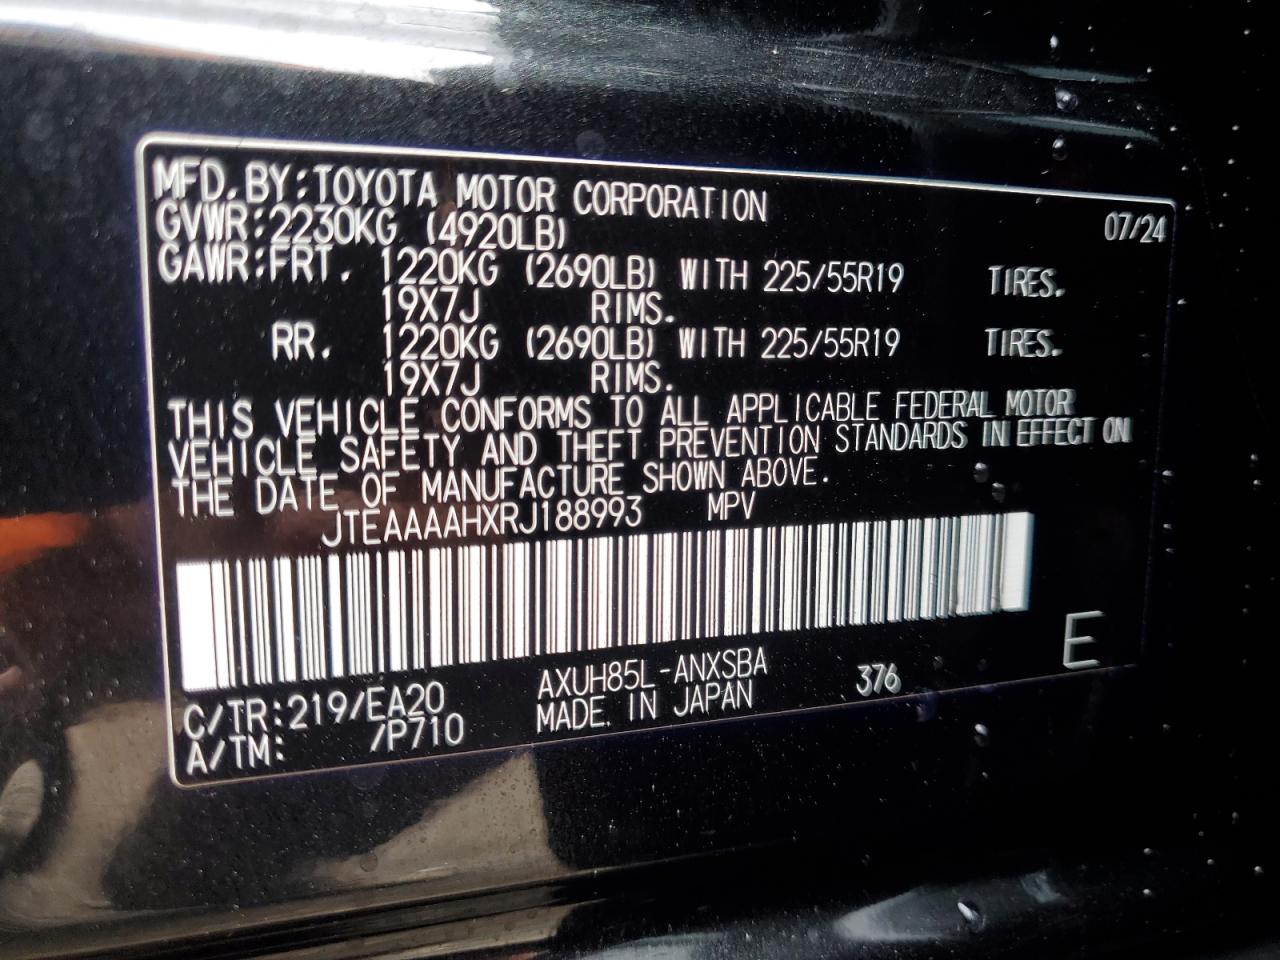 MFD.BY:TOYOTA MOTOR CORPORATION 07/24
GVWR:2230KG (4920LB)
GAWR:FRT. 1220KG (2690LB) WITH 225/55R19 TIRES.
19X7J RIMS.
RR. 1220KG (2690LB) WITH 225/55R19 TIRES.
19X7J RIMS.
THIS VEHICLE CONFORMS TO ALL APPLICABLE FEDERAL MOTOR
VEHICLE SAFETY AND THEFT PREVENTION STANDARDS IN EFFECT ON
THE DATE OF MANUFACTURE SHOWN ABOVE.
JTEAAAAHXRJ188993 MPV
E
C/TR:219/EA20 AXUH85L-ANXSBA 376
A/TM: /P710 MADE IN JAPAN